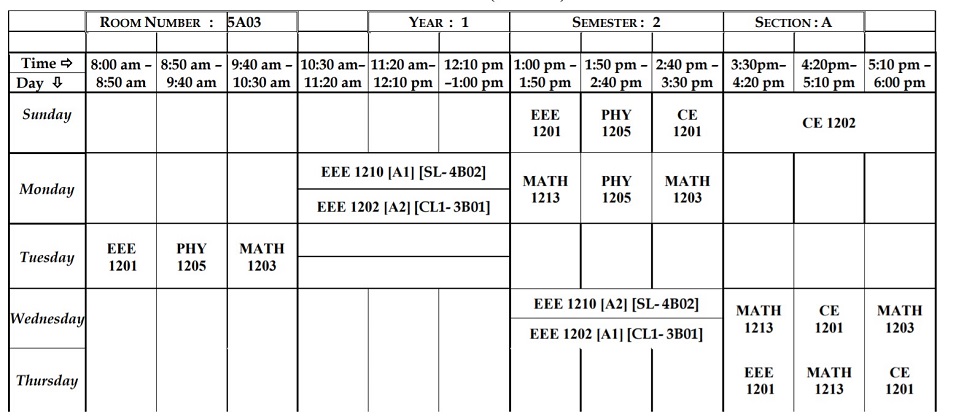 ROOM NUMBER : 5A03 YEAR : 1 SEMESTER : 2 SECTION : A
Time ⇨ 8:00 am – 8:50 am – 9:40 am – 10:30 am– 11:20 am– 12:10 pm 1:00 pm – 1:50 pm – 2:40 pm – 3:30pm– 4:20pm– 5:10 pm –
Day ⇩ 8:50 am 9:40 am 10:30 am 11:20 am 12:10 pm –1:00 pm 1:50 pm 2:40 pm 3:30 pm 4:20 pm 5:10 pm 6:00 pm
Sunday EEE PHY CE CE 1202
1201 1205 1201
EEE 1210 [A1] [SL- 4B02]
Monday MATH PHY MATH
1213 1205 1203
EEE 1202 [A2] [CL1- 3B01]
Tuesday EEE PHY MATH
1201 1205 1203
EEE 1210 [A2] [SL- 4B02]
Wednesday MATH CE MATH
1213 1201 1203
EEE 1202 [A1] [CL1- 3B01]
Thursday EEE MATH CE
1201 1213 1201